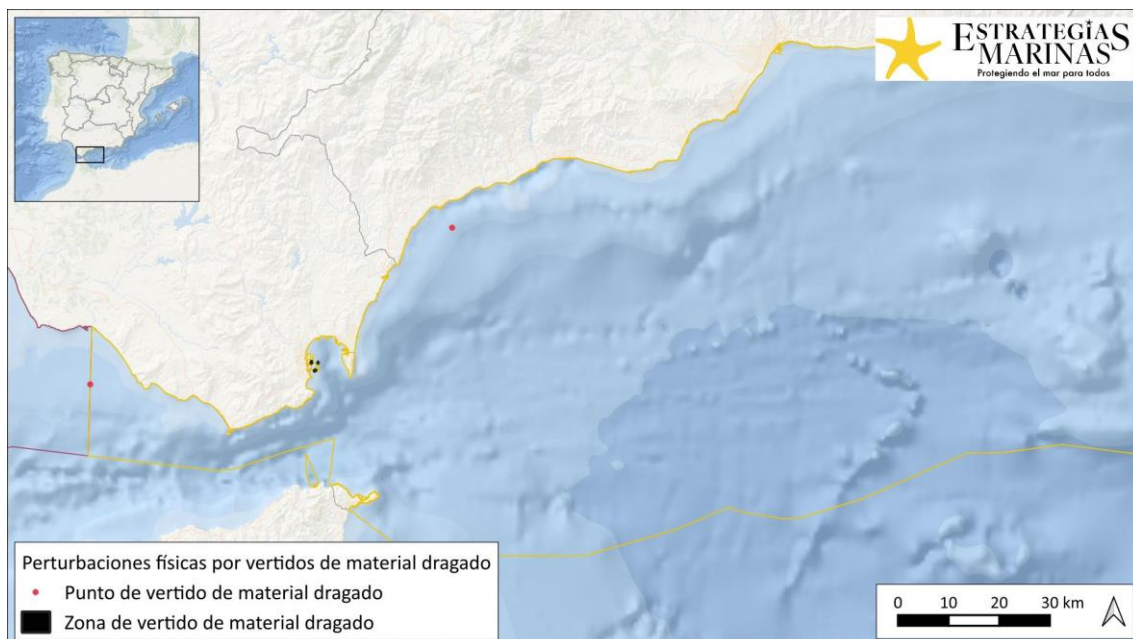 ESTRATEGIAS
MARINAS
Protegiendo el mar para todos
Perturbaciones físicas por vertidos de material dragado
Punto de vertido de material dragado
Zona de vertido de material dragado
0 10 20 30 km